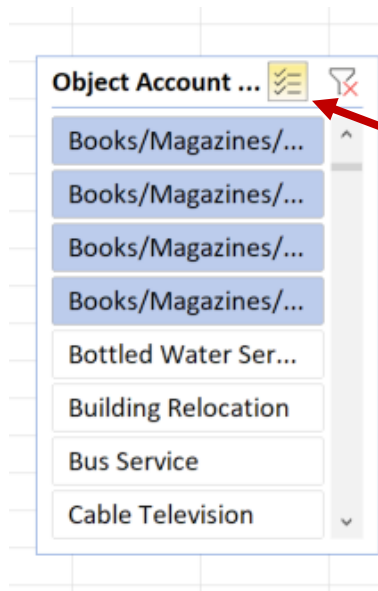 Object Account ...
Books/Magazines/...
Books/Magazines/...
Books/Magazines/...
Books/Magazines/...
Bottled Water Ser...
Building Relocation
Bus Service
Cable Television